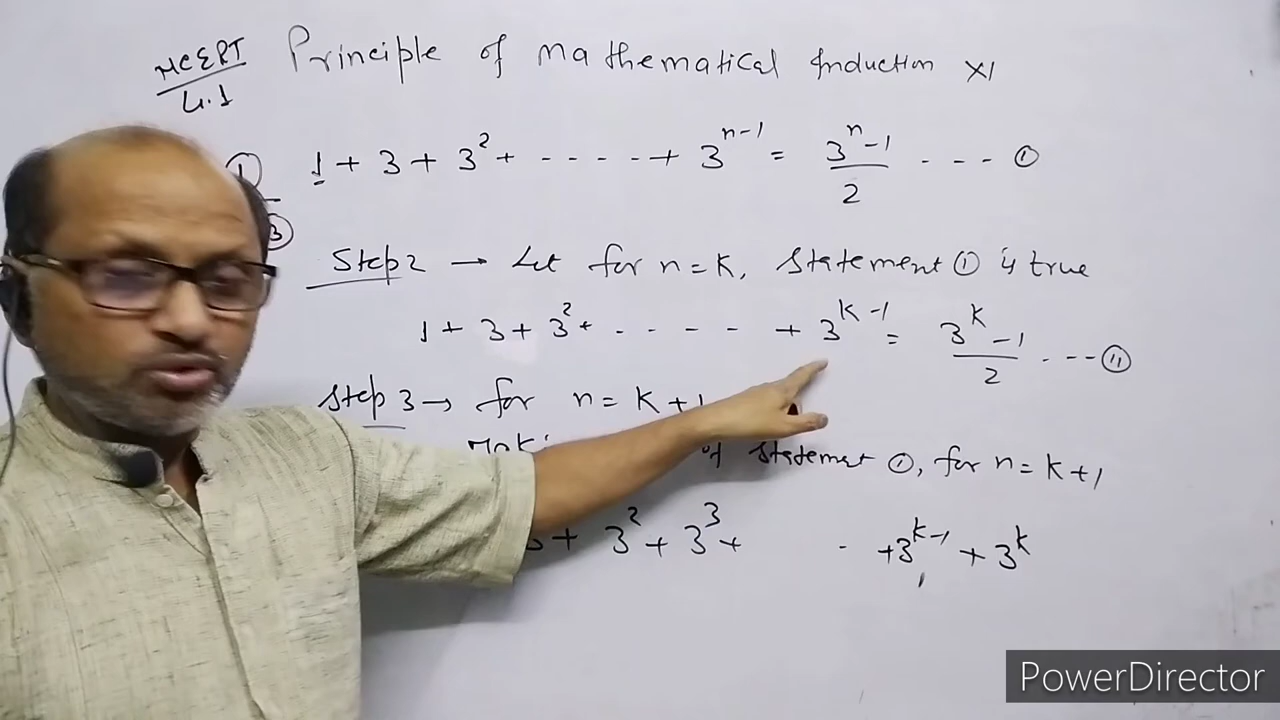 NCERT Principle of Mathematical Induction XI
4.1
① 1 + 3 + 3² + - - - - - + 3ⁿ⁻¹ = (3ⁿ - 1)/2 - - - - ①
Step 2 → Let for n = K, Statement ① is true
1 + 3 + 3² + - - - - - + 3ᵏ⁻¹ = (3ᵏ - 1)/2 - - - - ⑪
Step 3 → for n = K + 1
of statement ①, for n = K + 1
+ 3² + 3³ + - + 3ᵏ⁻¹ + 3ᵏ
PowerDirector